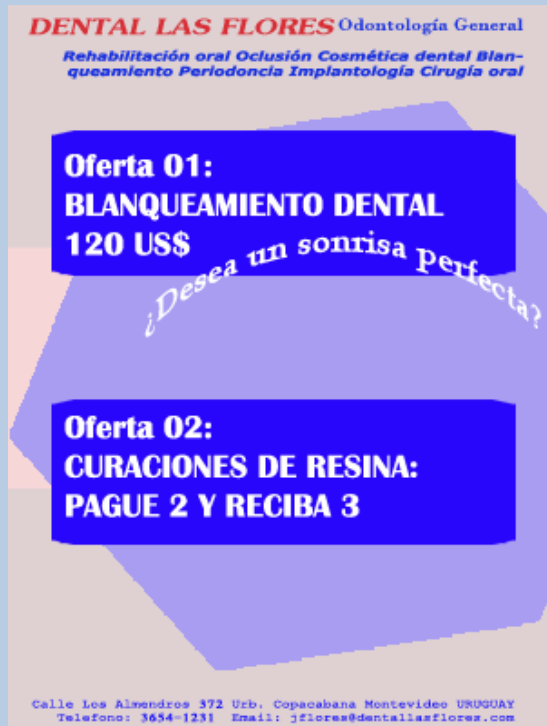 DENTAL LAS FLORES Odontología General
Rehabilitación oral Oclusión Cosmética dental Blan-
queamiento Periodoncia Implantología Cirugía oral
Oferta 01:
BLANQUEAMIENTO DENTAL
120 US$
¿Desea un sonrisa perfecta?
Oferta 02:
CURACIONES DE RESINA:
PAGUE 2 Y RECIBA 3
Calle Los Almendros 372 Urb. Copacabana Montevideo URUGUAY
Telefono: 3654-1231 Email: jflores@dentallasflores.com